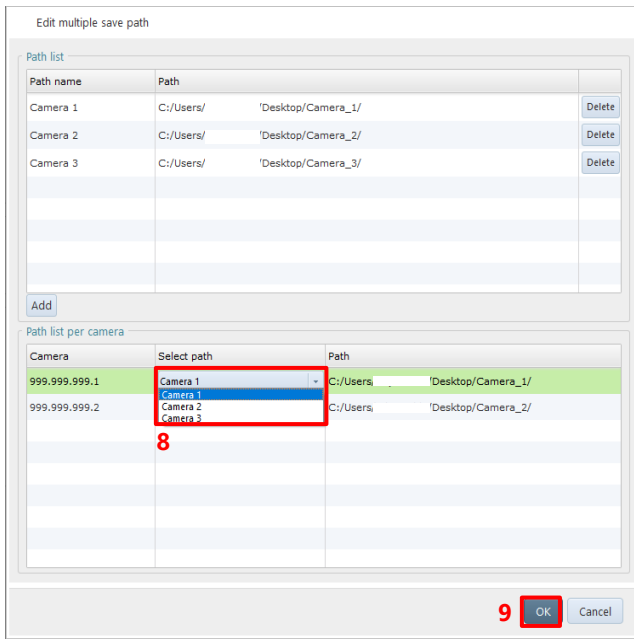 Edit multiple save path
Path list
Path name Path
Camera 1 C:/Users/ /Desktop/Camera_1/ Delete
Camera 2 C:/Users/ /Desktop/Camera_2/ Delete
Camera 3 C:/Users/ /Desktop/Camera_3/ Delete
Add
Path list per camera
Camera Select path Path
999.999.999.1 Camera 1 C:/Users/ /Desktop/Camera_1/
Camera 1
999.999.999.2 Camera 2 C:/Users/ /Desktop/Camera_2/
Camera 3
8
9 OK Cancel